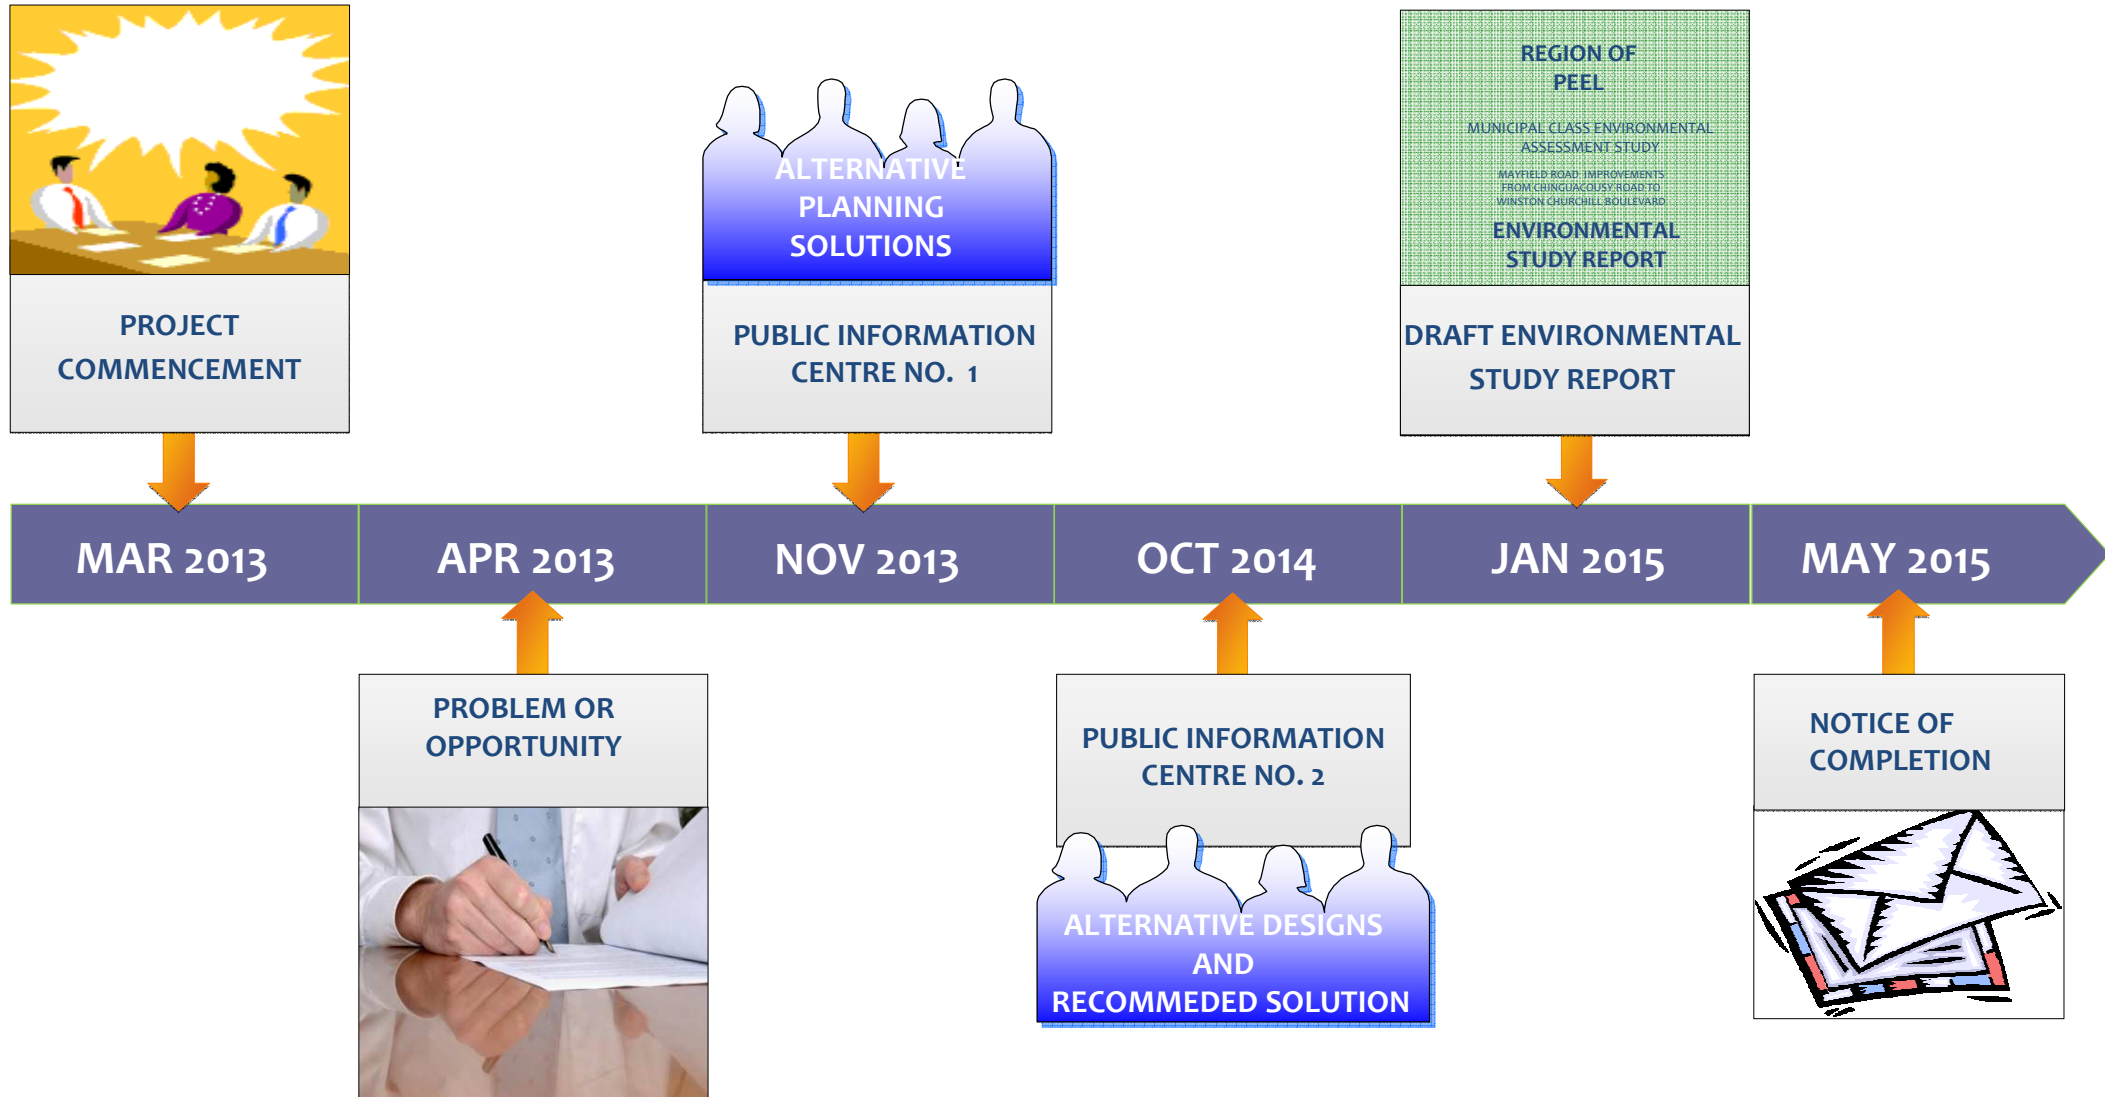 REGION OF
PEEL
MUNICIPAL CLASS ENVIRONMENTAL
ASSESSMENT STUDY
MAYFIELD ROAD IMPROVEMENTS
FROM CHINGUACOUSY ROAD TO
WINSTON CHURCHILL BOULEVARD
ENVIRONMENTAL
STUDY REPORT
ALTERNATIVE
PLANNING
SOLUTIONS
PROJECT
COMMENCEMENT
PUBLIC INFORMATION
CENTRE NO. 1
DRAFT ENVIRONMENTAL
STUDY REPORT
MAR 2013
APR 2013
NOV 2013
OCT 2014
JAN 2015
MAY 2015
PROBLEM OR
OPPORTUNITY
PUBLIC INFORMATION
CENTRE NO. 2
NOTICE OF
COMPLETION
ALTERNATIVE DESIGNS
AND
RECOMMEDED SOLUTION